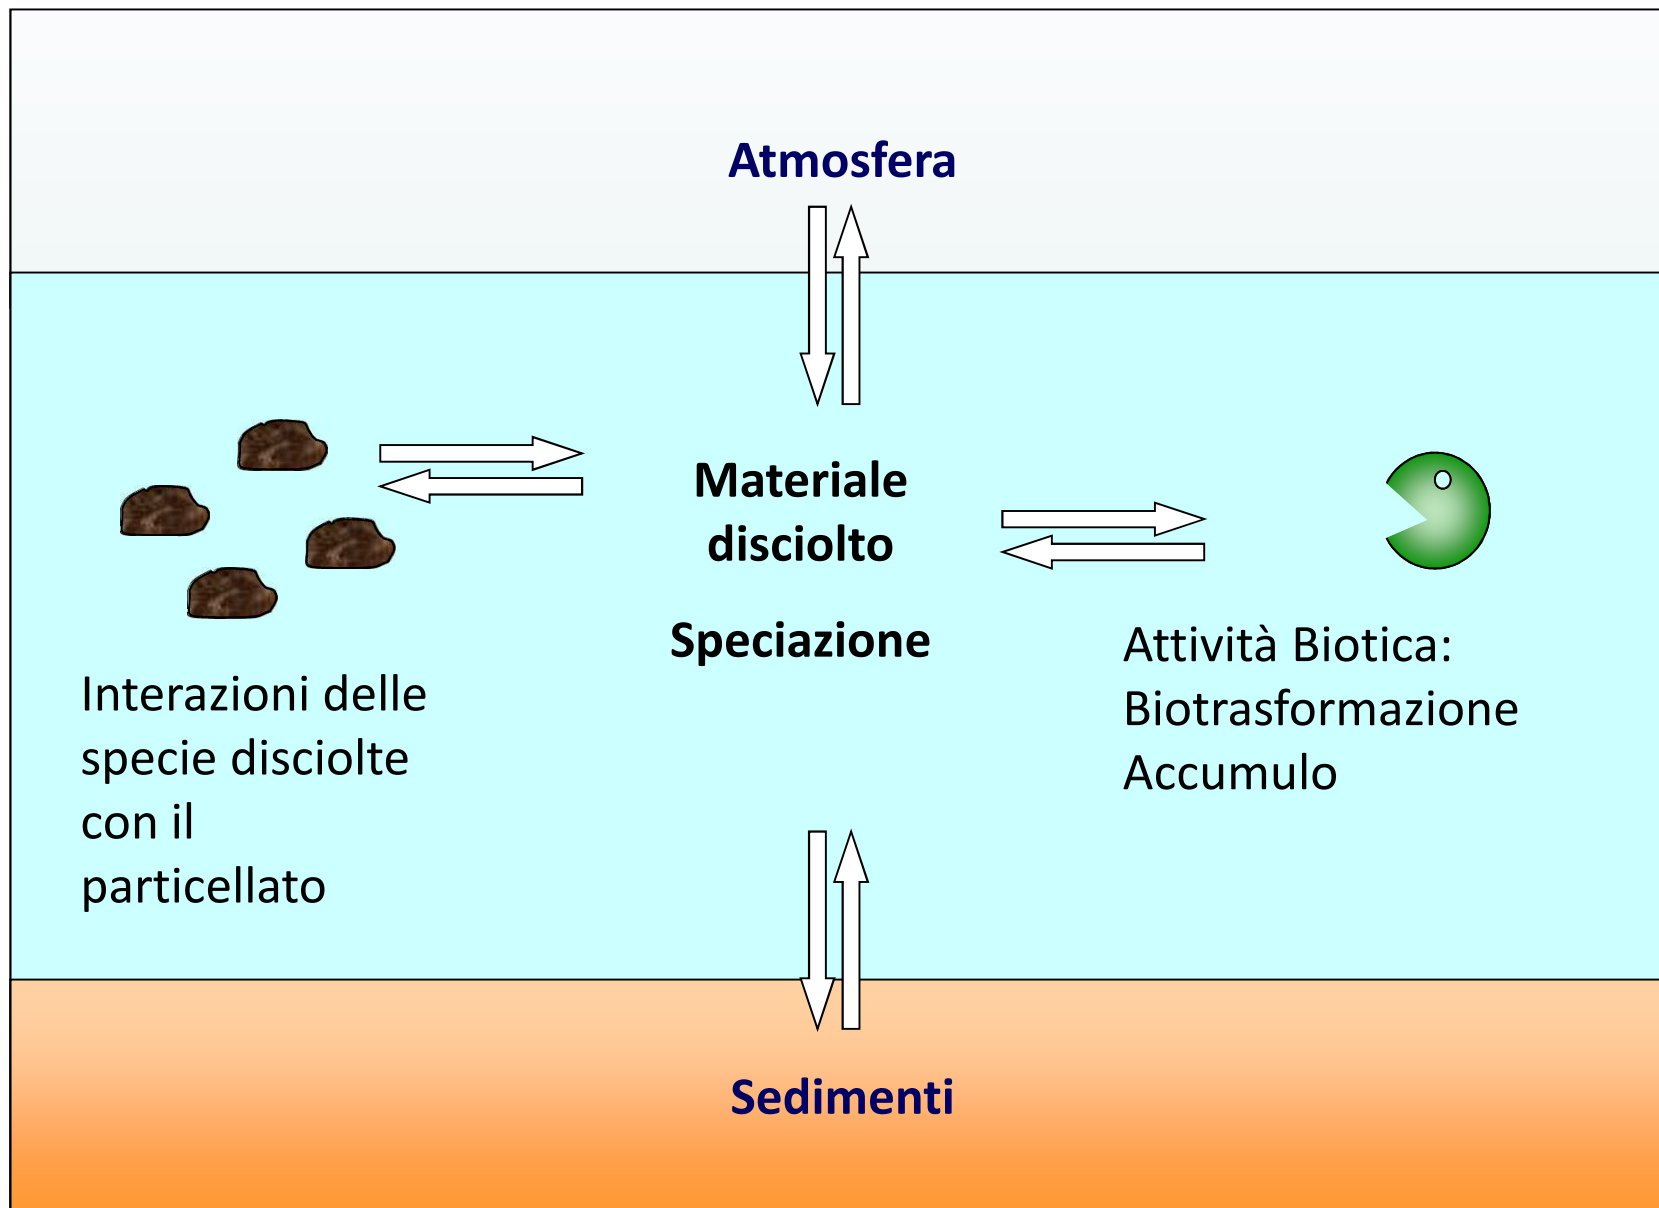 Atmosfera
Materiale
disciolto
Speciazione
Interazioni delle
specie disciolte
con il
particellato
Attività Biotica:
Biotrasformazione
Accumulo
Sedimenti